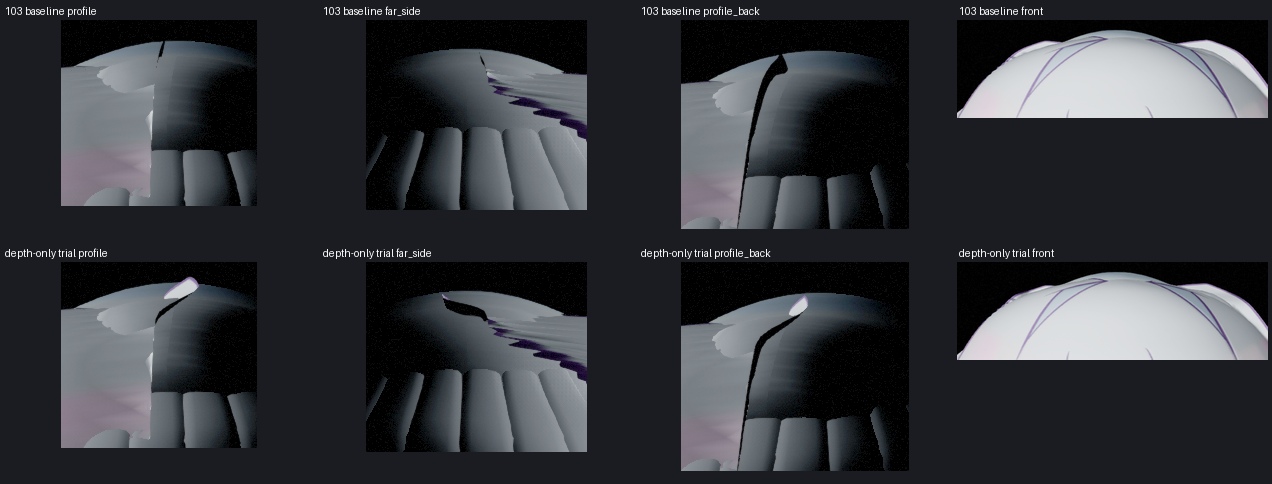 103 baseline profile
103 baseline far_side
103 baseline profile_back
103 baseline front
depth-only trial profile
depth-only trial far_side
depth-only trial profile_back
depth-only trial front